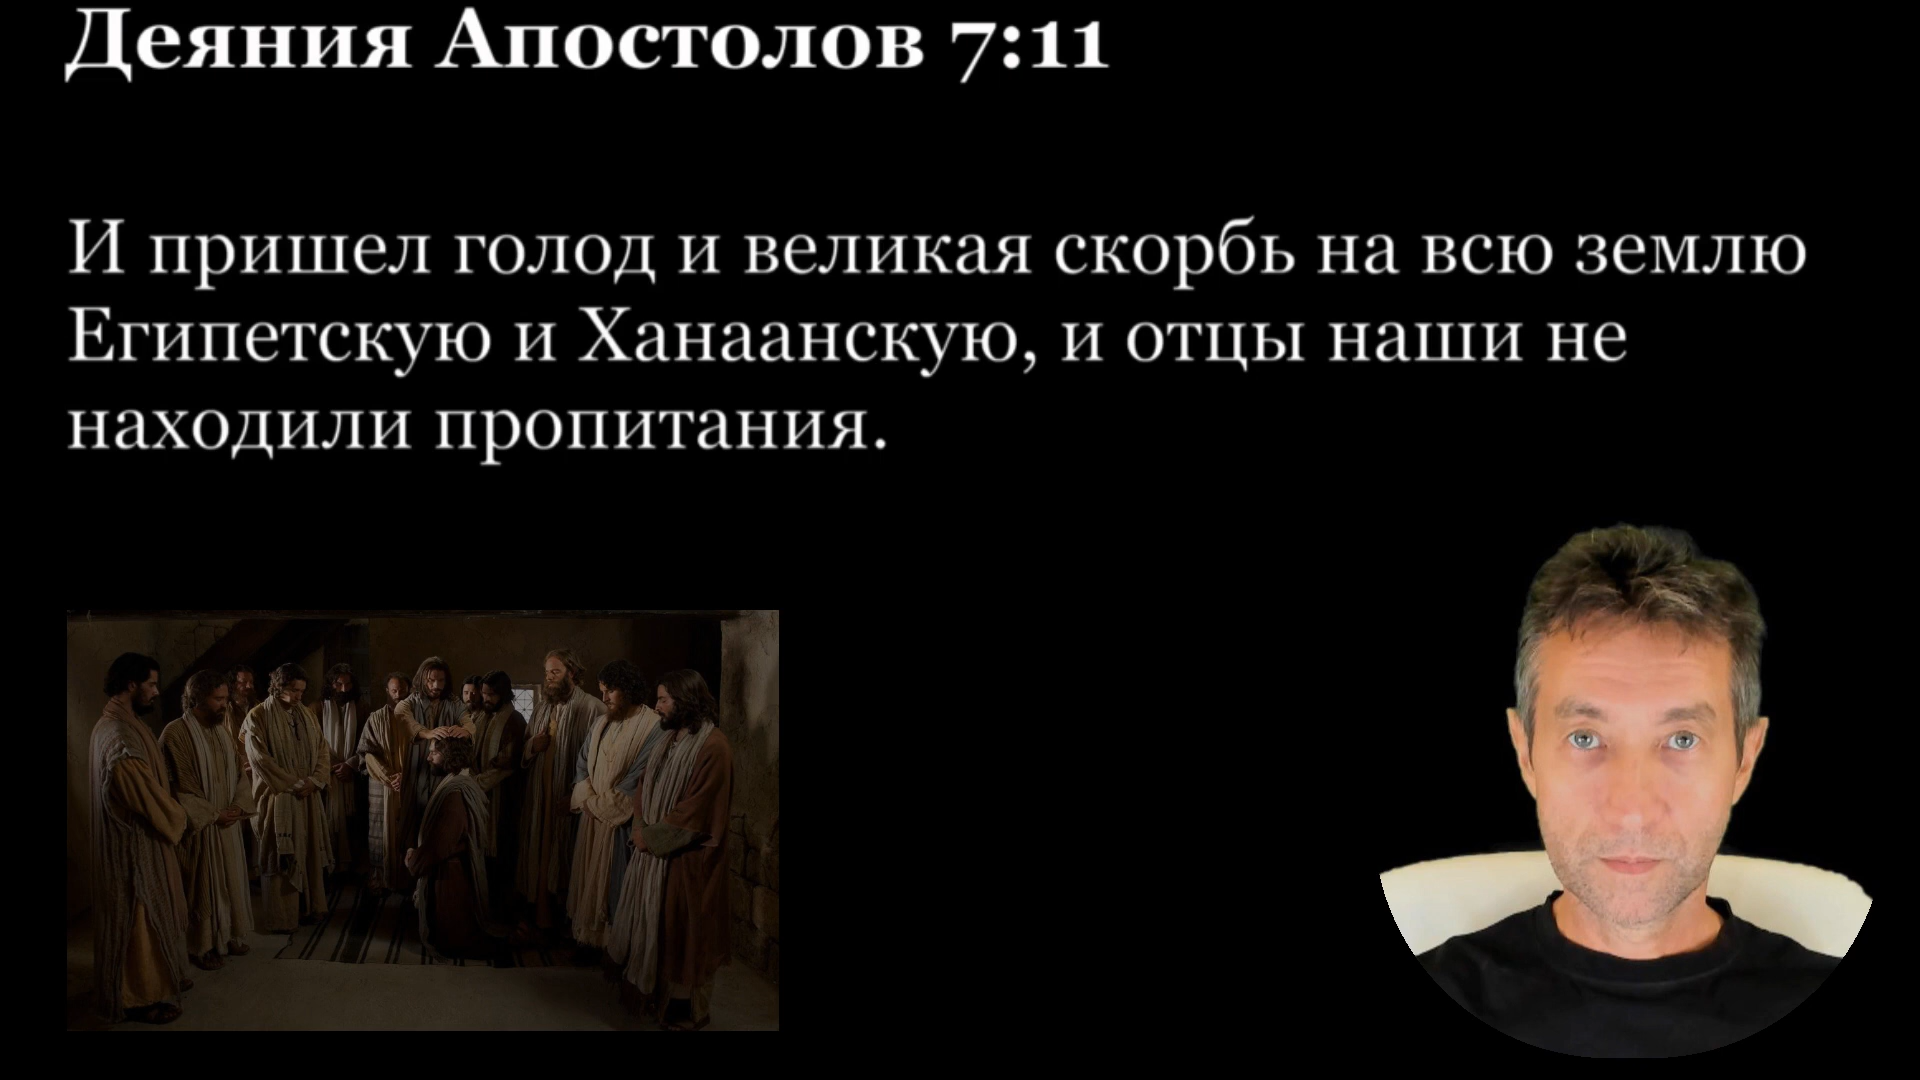 Деяния Апостолов 7:11
И пришел голод и великая скорбь на всю землю
Египетскую и Ханаанскую, и отцы наши не
находили пропитания.